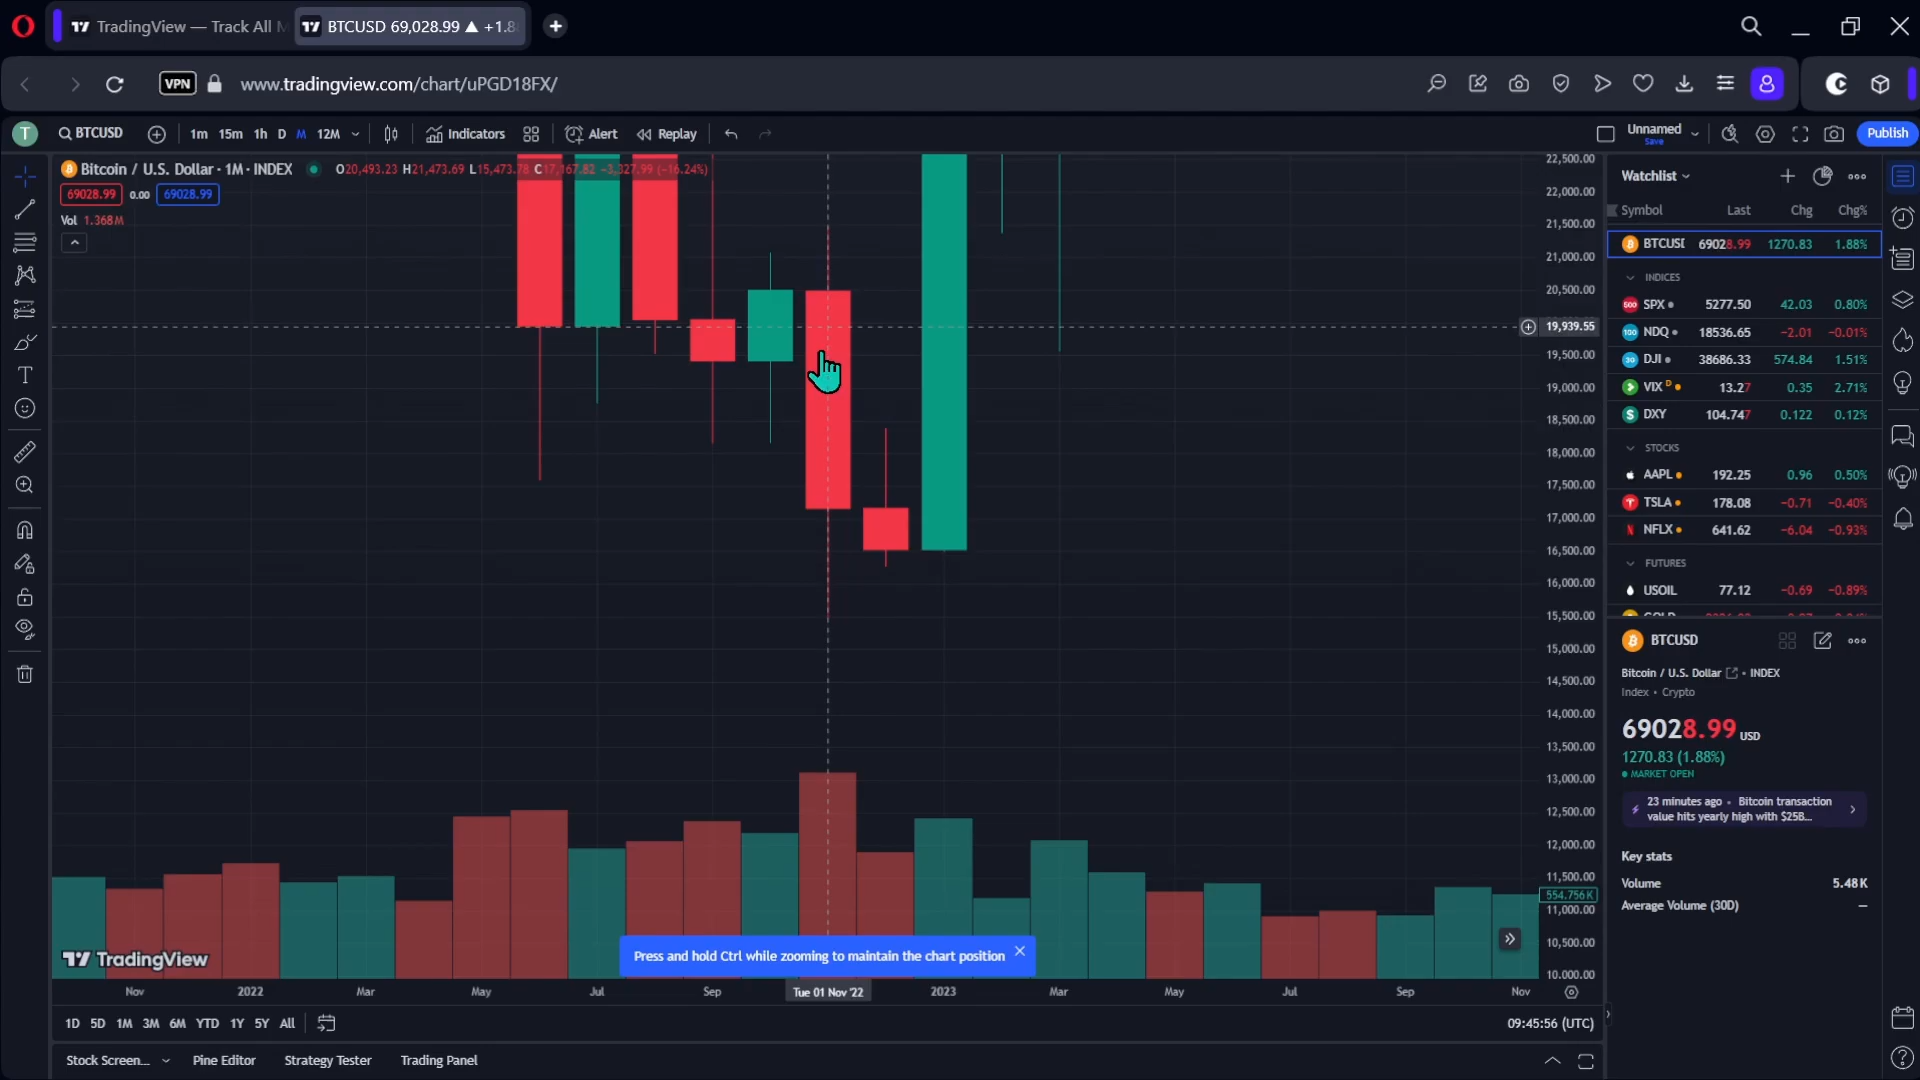 TradingView — Track All M
BTCUSD 69,028.99 ▲ +1.8
VPN
www.tradingview.com/chart/uPGD18FX/
T
BTCUSD
1m 15m 1h D M 12M
Indicators
Alert
Replay
Unnamed
Save
Publish
Bitcoin / U.S. Dollar · 1M · INDEX
O20,493.23 H21,473.69 L15,473.78 C17,167.82 −3,327.99 (−16.24%)
69028.99 0.00 69028.99
Vol 1.368M
22,500.00
22,000.00
21,500.00
21,000.00
20,500.00
19,939.55
19,500.00
19,000.00
18,500.00
18,000.00
17,500.00
17,000.00
16,500.00
16,000.00
15,500.00
15,000.00
14,500.00
14,000.00
13,500.00
13,000.00
12,500.00
12,000.00
11,500.00
554.756K
11,000.00
10,500.00
10,000.00
TradingView
Press and hold Ctrl while zooming to maintain the chart position
Nov 2022 Mar May Jul Sep Tue 01 Nov '22 2023 Mar May Jul Sep Nov
1D 5D 1M 3M 6M YTD 1Y 5Y All
09:45:56 (UTC)
Stock Screen... Pine Editor Strategy Tester Trading Panel
Watchlist
Symbol Last Chg Chg%
BTCUSI 69028.99 1270.83 1.88%
INDICES
500 SPX 5277.50 42.03 0.80%
100 NDQ 18536.65 −2.01 −0.01%
30 DJI 38686.33 574.84 1.51%
VIX D 13.27 0.35 2.71%
$ DXY 104.747 0.122 0.12%
STOCKS
AAPL 192.25 0.96 0.50%
TSLA 178.08 −0.71 −0.40%
NFLX 641.62 −6.04 −0.93%
FUTURES
USOIL 77.12 −0.69 −0.89%
BTCUSD
Bitcoin / U.S. Dollar • INDEX
Index • Crypto
69028.99 USD
1270.83 (1.88%)
MARKET OPEN
23 minutes ago • Bitcoin transaction
value hits yearly high with $25B...
Key stats
Volume 5.48K
Average Volume (30D) —